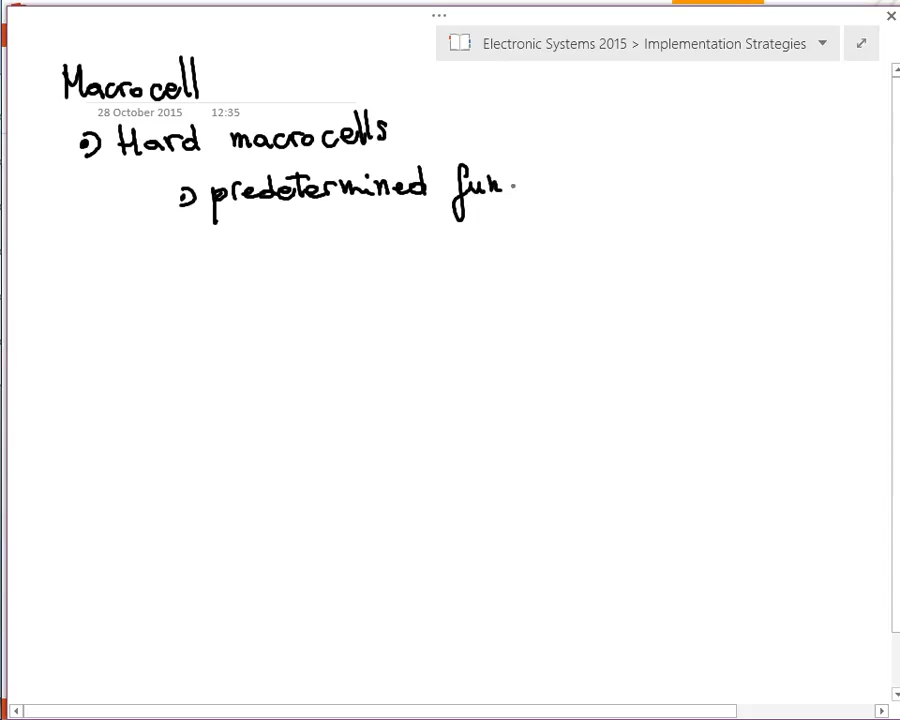 Electronic Systems 2015 > Implementation Strategies
Macrocell
28 October 2015 12:35
Hard macrocells
predetermined fun